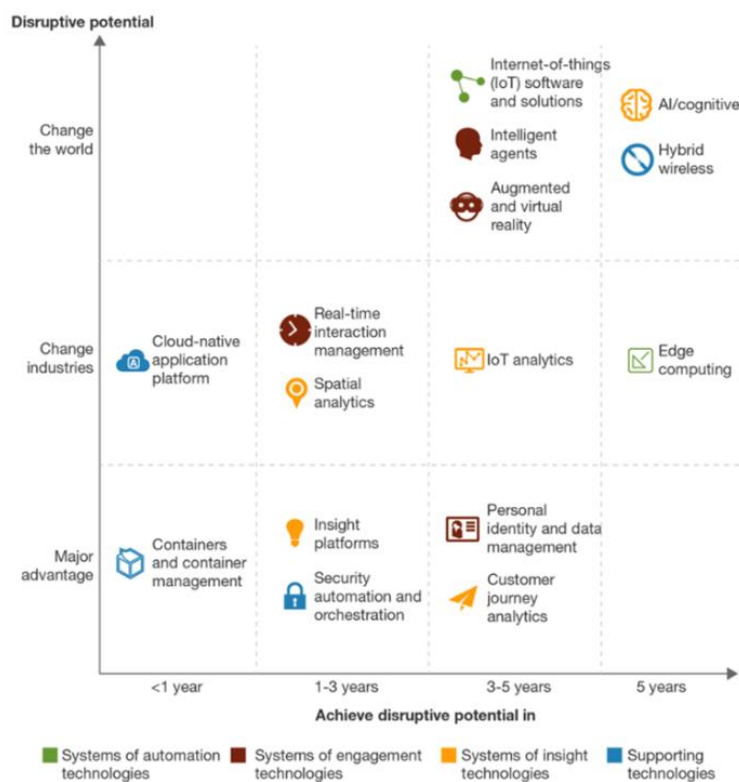 Disruptive potential
Change
the world
Internet-of-things
(IoT) software
and solutions
Intelligent
agents
Augmented
and virtual
reality
AI/cognitive
Hybrid
wireless
Change
industries
Cloud-native
application
platform
Real-time
interaction
management
Spatial
analytics
IoT analytics
Edge
computing
Major
advantage
Containers
and container
management
Insight
platforms
Security
automation and
orchestration
Personal
identity and data
management
Customer
journey
analytics
<1 year
1-3 years
3-5 years
5 years
Achieve disruptive potential in
Systems of automation
technologies
Systems of engagement
technologies
Systems of insight
technologies
Supporting
technologies